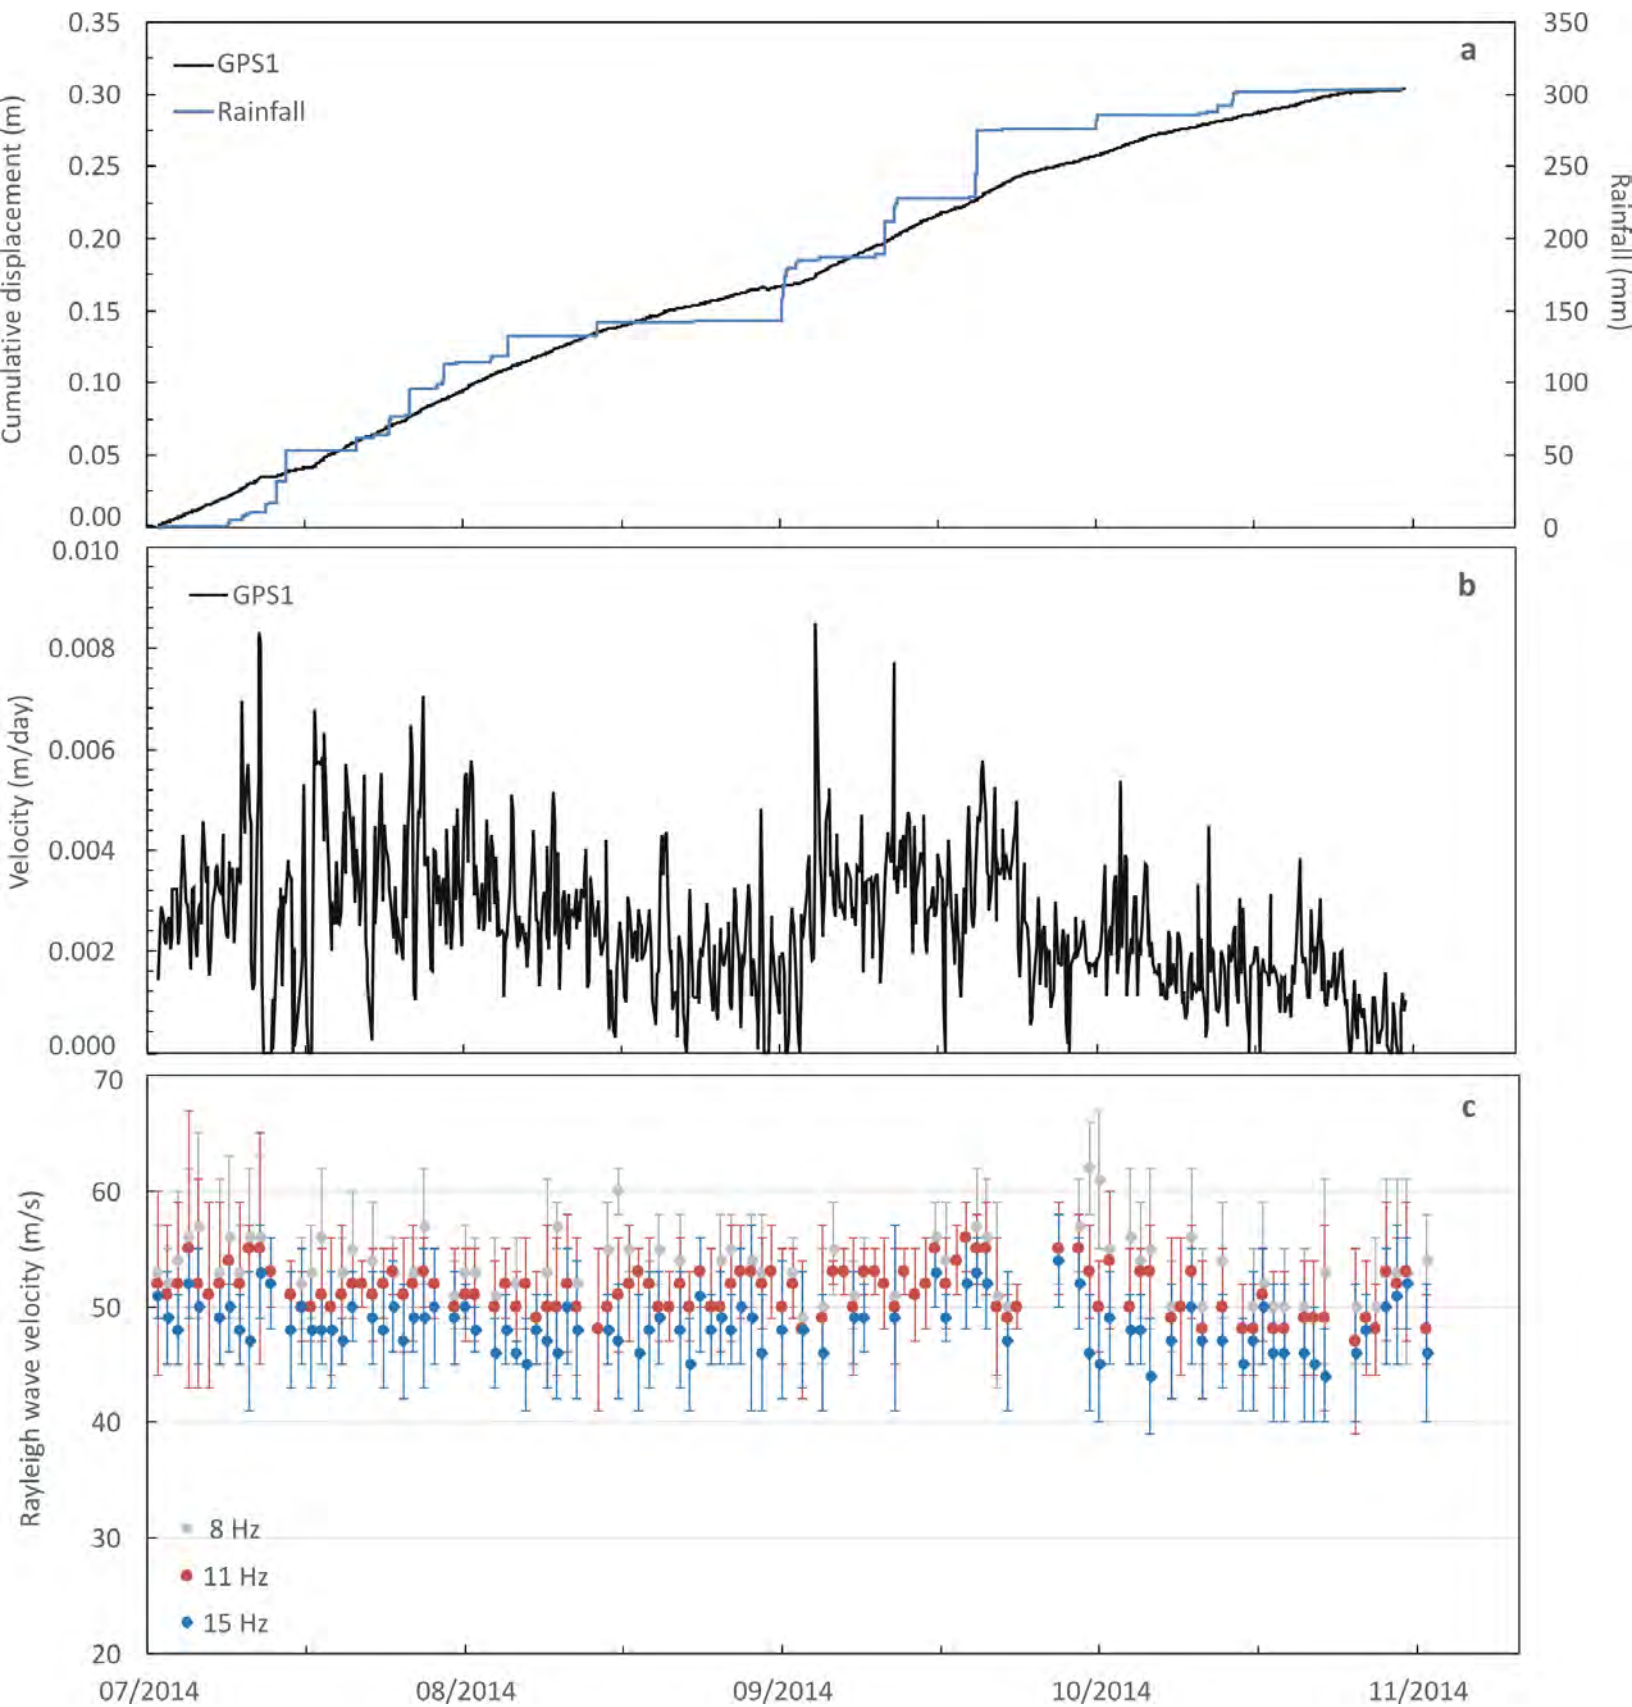 0.35
350
a
GPS1
Rainfall
0.30
300
0.25
250
0.20
200
0.15
150
0.10
100
0.05
50
0.00
0
Cumulative displacement (m)
Rainfall (mm)
0.010
b
GPS1
0.008
0.006
0.004
0.002
0.000
Velocity (m/day)
70
c
60
50
40
30
20
Rayleigh wave velocity (m/s)
8 Hz
11 Hz
15 Hz
07/2014 08/2014 09/2014 10/2014 11/2014